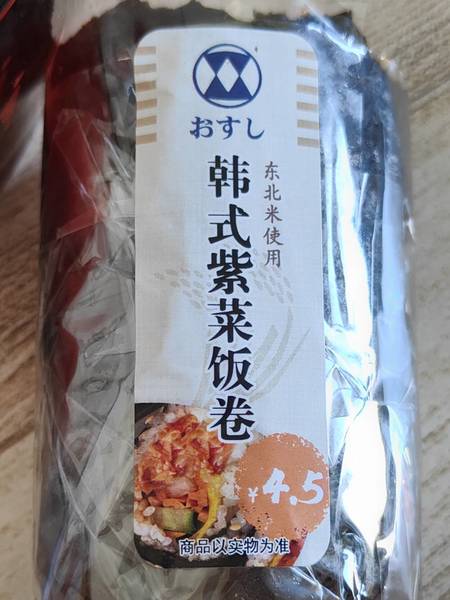 おすし
韩式紫菜饭卷
东北米使用
¥4.5
商品以实物为准